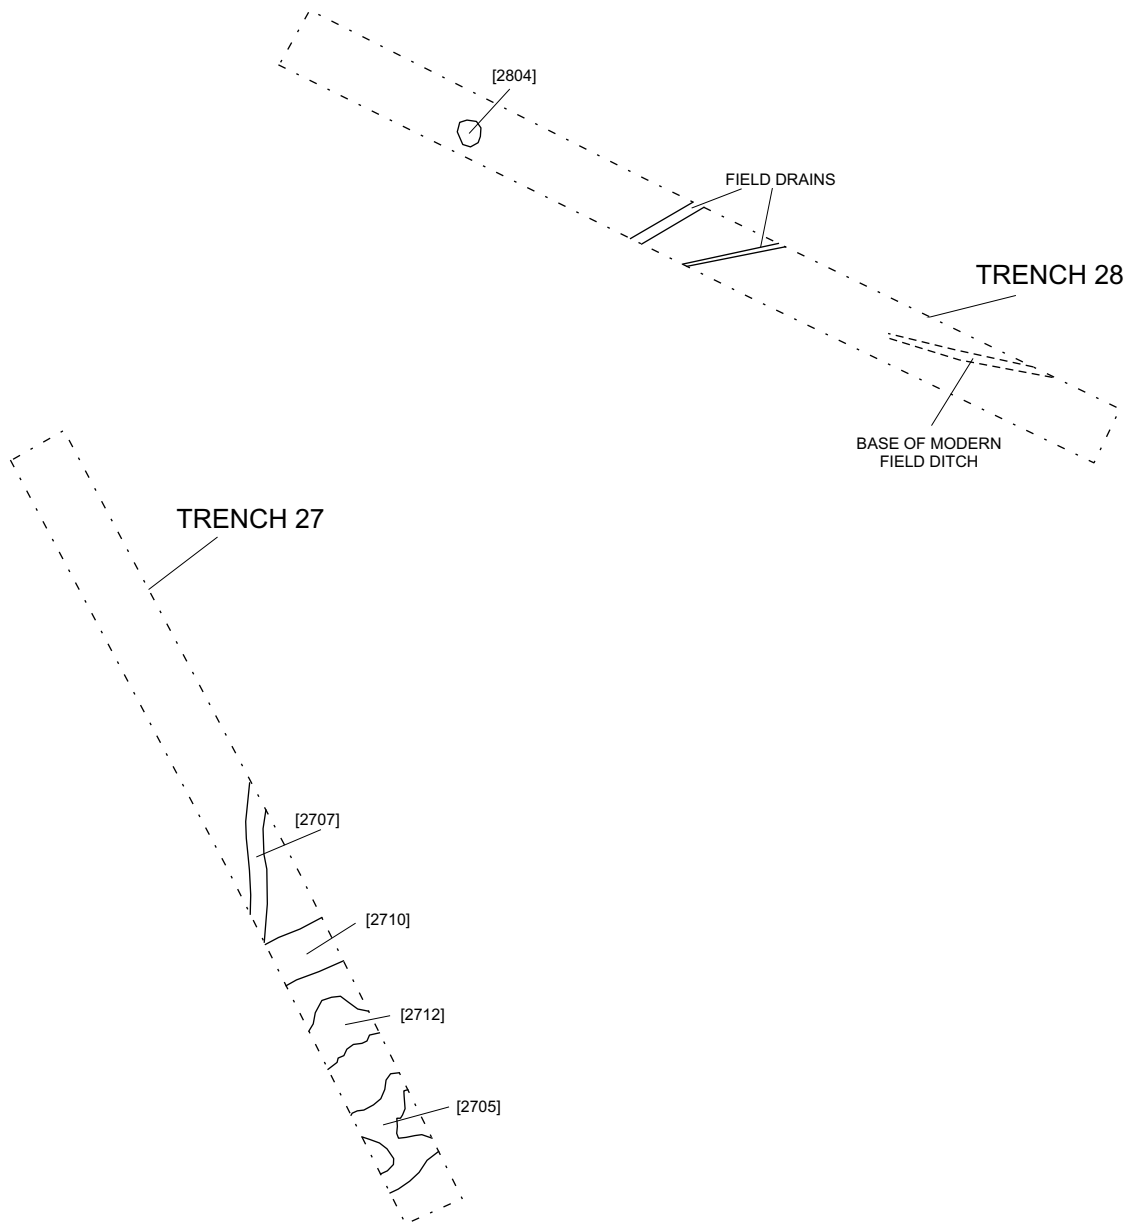 [2804]
FIELD DRAINS
TRENCH 28
BASE OF MODERN
FIELD DITCH
TRENCH 27
[2707]
[2710]
[2712]
[2705]